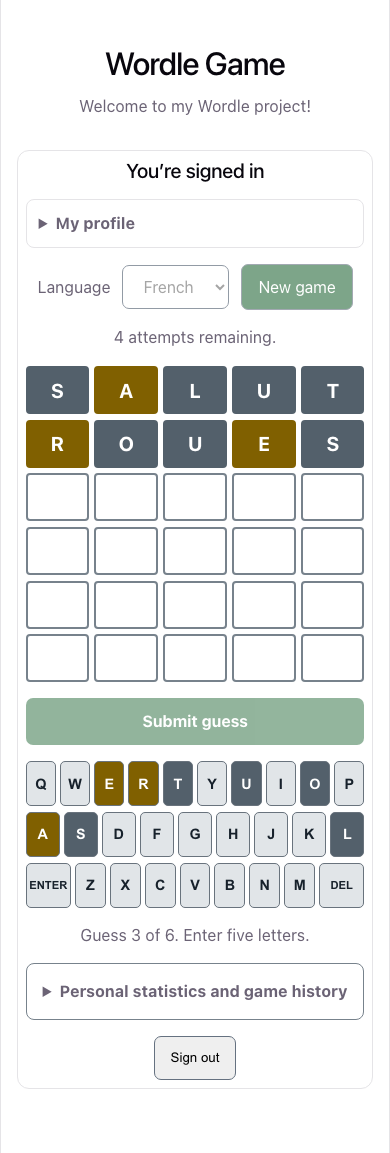 Wordle Game
Welcome to my Wordle project!
You're signed in
▶ My profile
Language French New game
4 attempts remaining.
S A L U T
R O U E S
Submit guess
Q W E R T Y U I O P
A S D F G H J K L
ENTER Z X C V B N M DEL
Guess 3 of 6. Enter five letters.
▶ Personal statistics and game history
Sign out